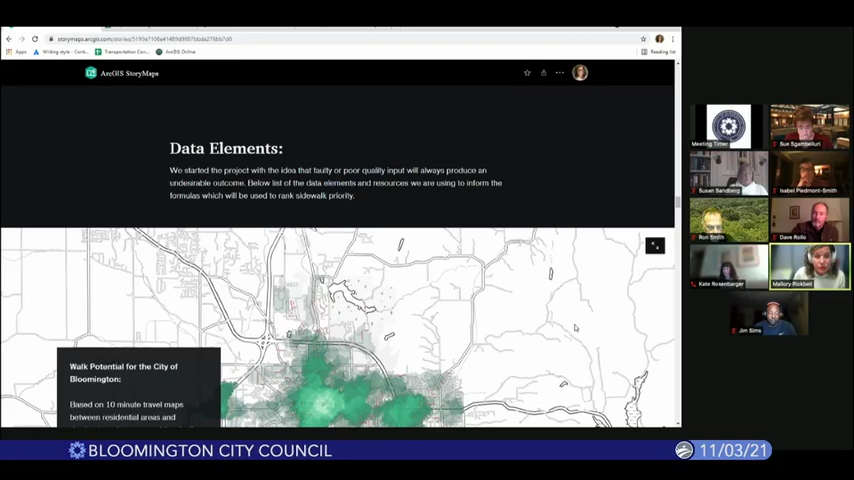 storymaps.arcgis.com/stories/
Apps
Writing style - Cent...
Transportation Con...
ArcGIS Online
Reading list
ArcGIS StoryMaps
Data Elements:
We started the project with the idea that faulty or poor quality input will always produce an
undesirable outcome. Below list of the data elements and resources we are using to inform the
formulas which will be used to rank sidewalk priority.
Walk Potential for the City of
Bloomington:
Based on 10 minute travel maps
between residential areas and
Meeting Timer
Sue Sgambelluri
Susan Sandberg
Isabel Piedmont-Smith
Ron Smith
Dave Rollo
Kate Rosenbarger
Mallory Rickbeil
Jim Sims
BLOOMINGTON CITY COUNCIL
11/03/21